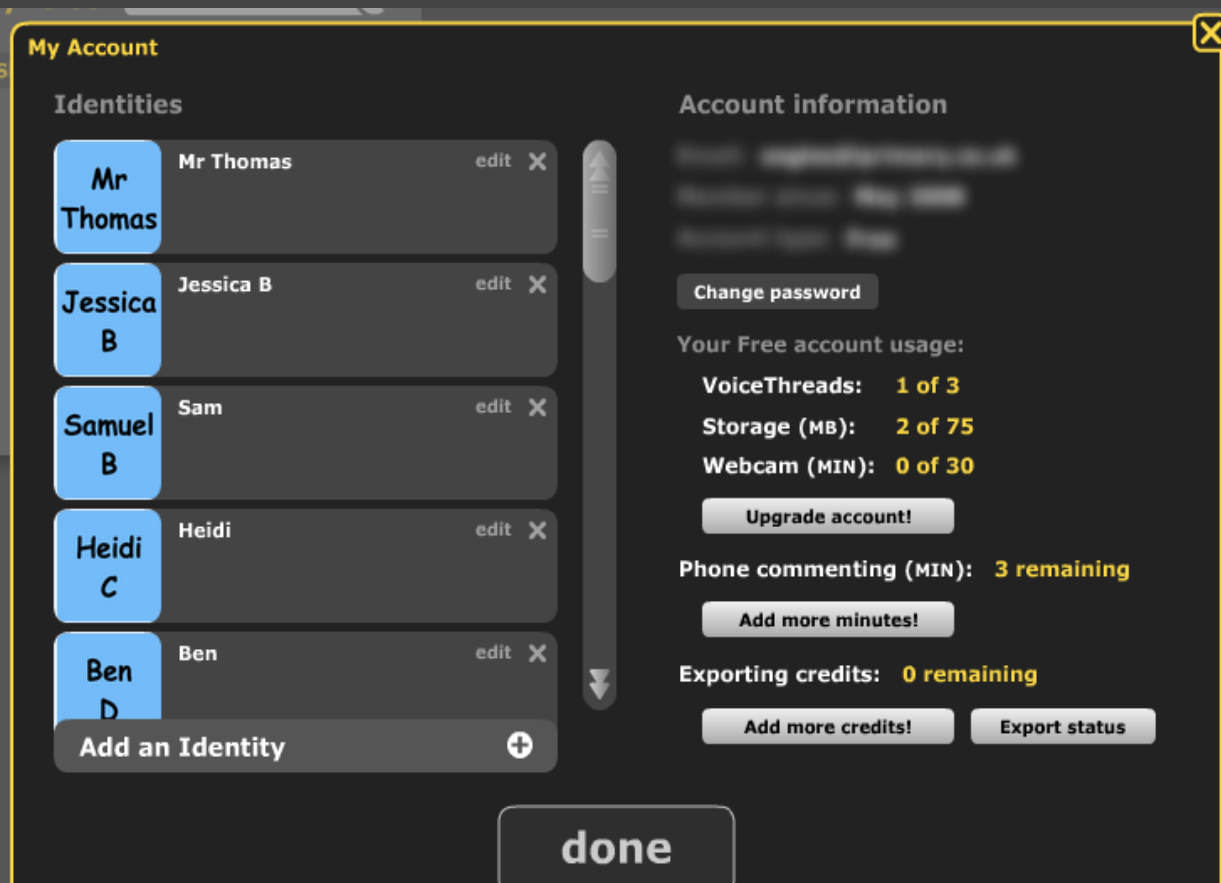 My Account
Identities
Mr
Thomas
Mr Thomas
edit
Jessica
B
Jessica B
edit
Samuel
B
Sam
edit
Heidi
C
Heidi
edit
Ben
D
Ben
edit
Add an Identity
Account information
Change password
Your Free account usage:
VoiceThreads: 1 of 3
Storage (MB): 2 of 75
Webcam (MIN): 0 of 30
Upgrade account!
Phone commenting (MIN): 3 remaining
Add more minutes!
Exporting credits: 0 remaining
Add more credits!
Export status
done